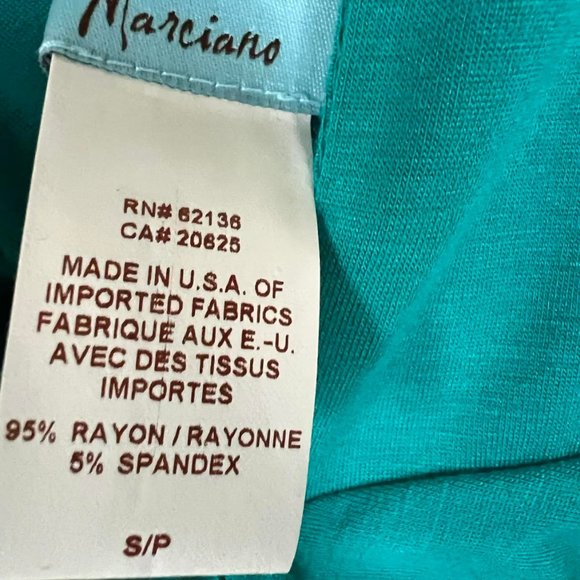 Marciano
RN# 62136
CA# 20625
MADE IN U.S.A. OF
IMPORTED FABRICS
FABRIQUE AUX E.-U.
AVEC DES TISSUS
IMPORTES
95% RAYON / RAYONNE
5% SPANDEX
S/P